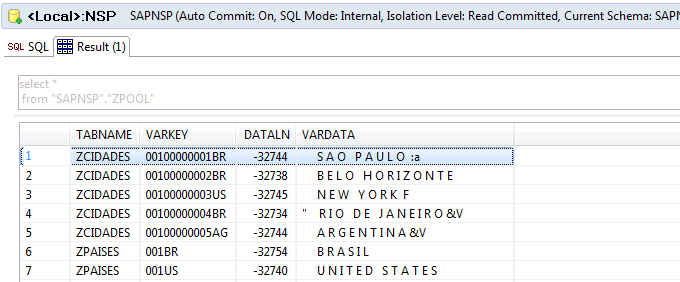 <Local>:NSP SAPNSP (Auto Commit: On, SQL Mode: Internal, Isolation Level: Read Committed, Current Schema: SAPN
SQL SQL Result (1)
select *
from "SAPNSP"."ZPOOL"
TABNAME VARKEY DATALN VARDATA
1 ZCIDADES 00100000001BR -32744 S A O P A U L O :a
2 ZCIDADES 00100000002BR -32738 B E L O H O R I Z O N T E
3 ZCIDADES 00100000003US -32745 N E W Y O R K F
4 ZCIDADES 00100000004BR -32734 " R I O D E J A N E I R O &V
5 ZCIDADES 00100000005AG -32744 A R G E N T I N A &V
6 ZPAISES 001BR -32754 B R A S I L
7 ZPAISES 001US -32740 U N I T E D S T A T E S